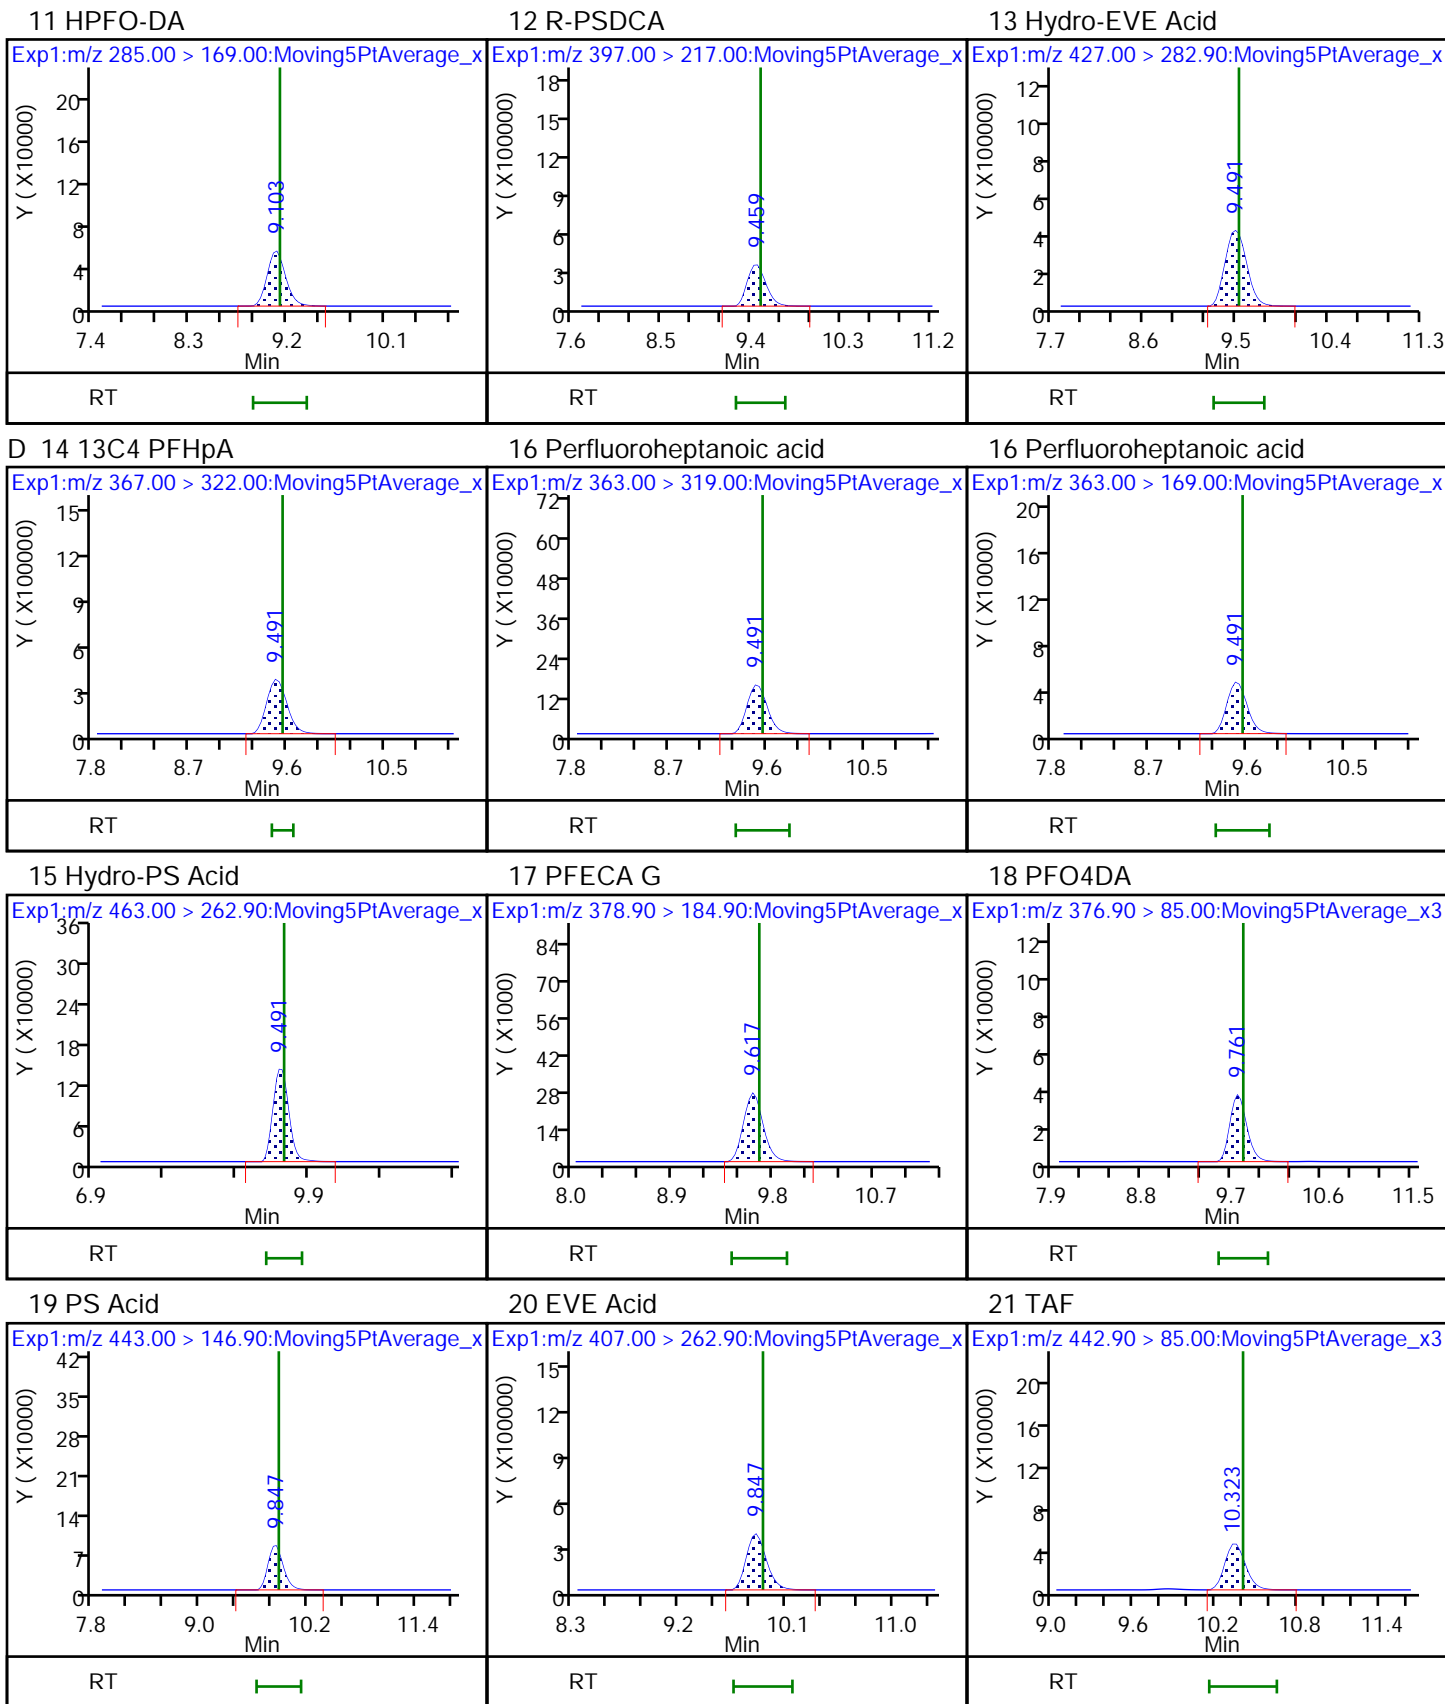 11 HPFO-DA
Exp1:m/z 285.00 > 169.00:Moving5PtAverage_x
Y ( X100000)
20
16
12
8
4
0
9.103
7.4 8.3 9.2 10.1
Min
RT
12 R-PSDCA
Exp1:m/z 397.00 > 217.00:Moving5PtAverage_x
Y ( X100000)
18
15
12
9
6
3
0
9.459
7.6 8.5 9.4 10.3 11.2
Min
RT
13 Hydro-EVE Acid
Exp1:m/z 427.00 > 282.90:Moving5PtAverage_x
Y ( X100000)
12
10
8
6
4
2
0
9.491
7.7 8.6 9.5 10.4 11.3
Min
RT
D 14 13C4 PFHpA
Exp1:m/z 367.00 > 322.00:Moving5PtAverage_x
Y ( X100000)
15
12
9
6
3
0
9.491
7.8 8.7 9.6 10.5
Min
RT
16 Perfluoroheptanoic acid
Exp1:m/z 363.00 > 319.00:Moving5PtAverage_x
Y ( X10000)
72
60
48
36
24
12
0
9.491
7.8 8.7 9.6 10.5
Min
RT
16 Perfluoroheptanoic acid
Exp1:m/z 363.00 > 169.00:Moving5PtAverage_x
Y ( X10000)
20
16
12
8
4
0
9.491
7.8 8.7 9.6 10.5
Min
RT
15 Hydro-PS Acid
Exp1:m/z 463.00 > 262.90:Moving5PtAverage_x
Y ( X10000)
36
30
24
18
12
6
0
9.491
6.9 9.9
Min
RT
17 PFECA G
Exp1:m/z 378.90 > 184.90:Moving5PtAverage_x
Y ( X1000)
84
70
56
42
28
14
0
9.617
8.0 8.9 9.8 10.7
Min
RT
18 PFO4DA
Exp1:m/z 376.90 > 85.00:Moving5PtAverage_x3
Y ( X10000)
12
10
8
6
4
2
0
9.761
7.9 8.8 9.7 10.6 11.5
Min
RT
19 PS Acid
Exp1:m/z 443.00 > 146.90:Moving5PtAverage_x
Y ( X10000)
42
35
28
21
14
7
0
9.847
7.8 9.0 10.2 11.4
Min
RT
20 EVE Acid
Exp1:m/z 407.00 > 262.90:Moving5PtAverage_x
Y ( X100000)
15
12
9
6
3
0
9.847
8.3 9.2 10.1 11.0
Min
RT
21 TAF
Exp1:m/z 442.90 > 85.00:Moving5PtAverage_x3
Y ( X10000)
20
16
12
8
4
0
10.323
9.0 9.6 10.2 10.8 11.4
Min
RT